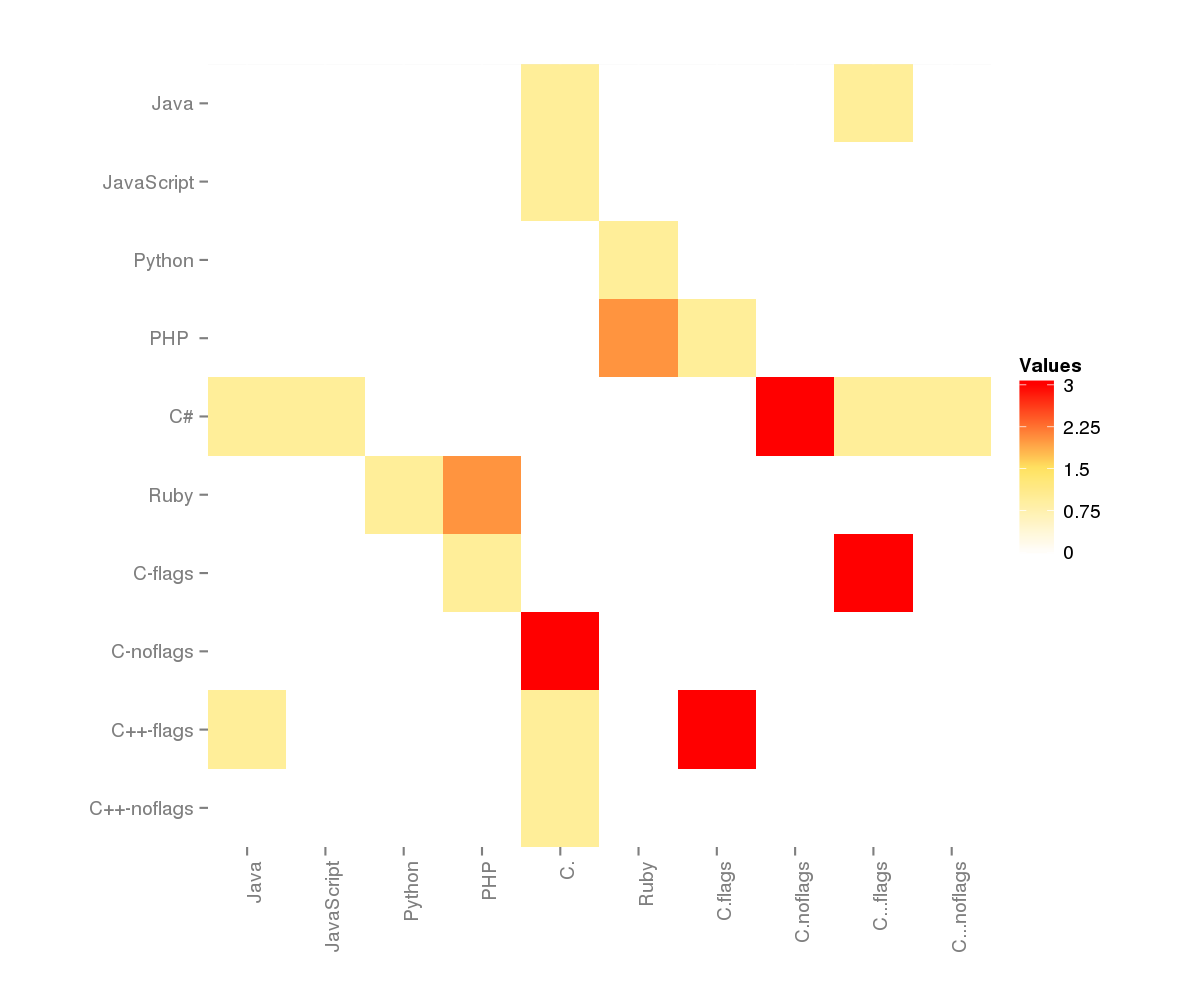 Java
JavaScript
Python
PHP
C#
Ruby
C-flags
C-noflags
C++-flags
C++-noflags
Values
3
2.25
1.5
0.75
0
Java
JavaScript
Python
PHP
C.
Ruby
C.flags
C.noflags
C...flags
C...noflags